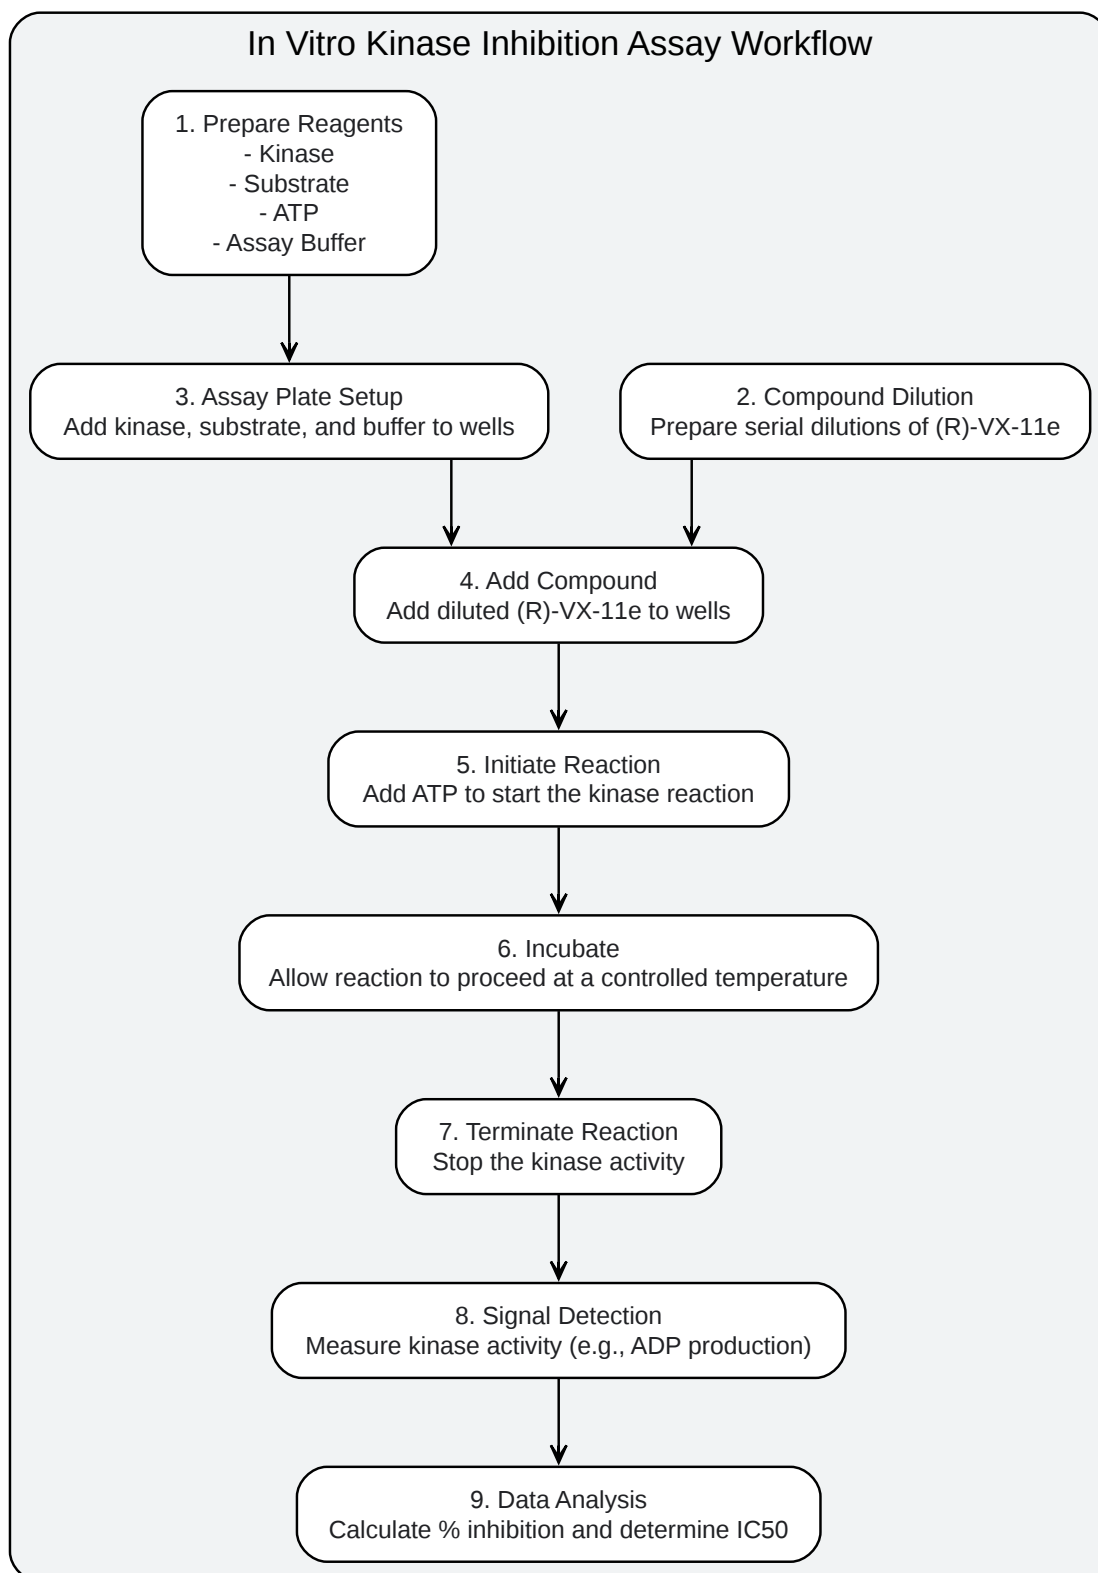 In Vitro Kinase Inhibition Assay Workflow
1. Prepare Reagents
- Kinase
- Substrate
- ATP
- Assay Buffer
3. Assay Plate Setup
Add kinase, substrate, and buffer to wells
2. Compound Dilution
Prepare serial dilutions of (R)-VX-11e
4. Add Compound
Add diluted (R)-VX-11e to wells
5. Initiate Reaction
Add ATP to start the kinase reaction
6. Incubate
Allow reaction to proceed at a controlled temperature
7. Terminate Reaction
Stop the kinase activity
8. Signal Detection
Measure kinase activity (e.g., ADP production)
9. Data Analysis
Calculate % inhibition and determine IC50